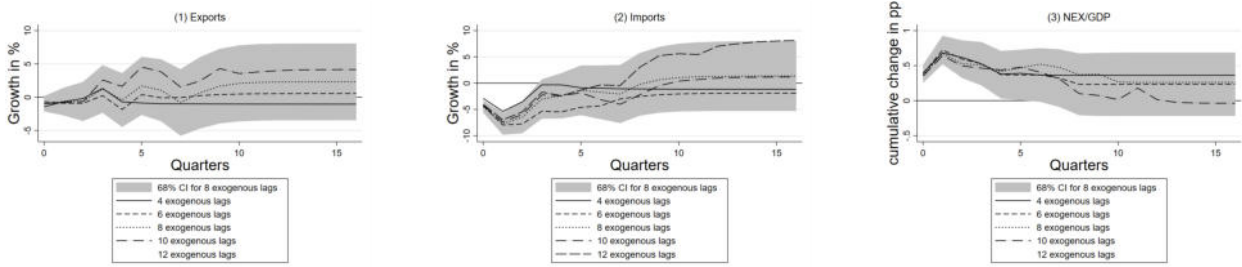 (1) Exports
Growth in %
5
0
-5
0
5
10
15
Quarters
68% CI for 8 exogenous lags
4 exogenous lags
6 exogenous lags
8 exogenous lags
10 exogenous lags
12 exogenous lags
(2) Imports
Growth in %
10
5
0
-5
-10
0
5
10
15
Quarters
68% CI for 8 exogenous lags
4 exogenous lags
6 exogenous lags
8 exogenous lags
10 exogenous lags
12 exogenous lags
(3) NEX/GDP
cumulative change in pp
1
.5
0
-.5
0
5
10
15
Quarters
68% CI for 8 exogenous lags
4 exogenous lags
6 exogenous lags
8 exogenous lags
10 exogenous lags
12 exogenous lags